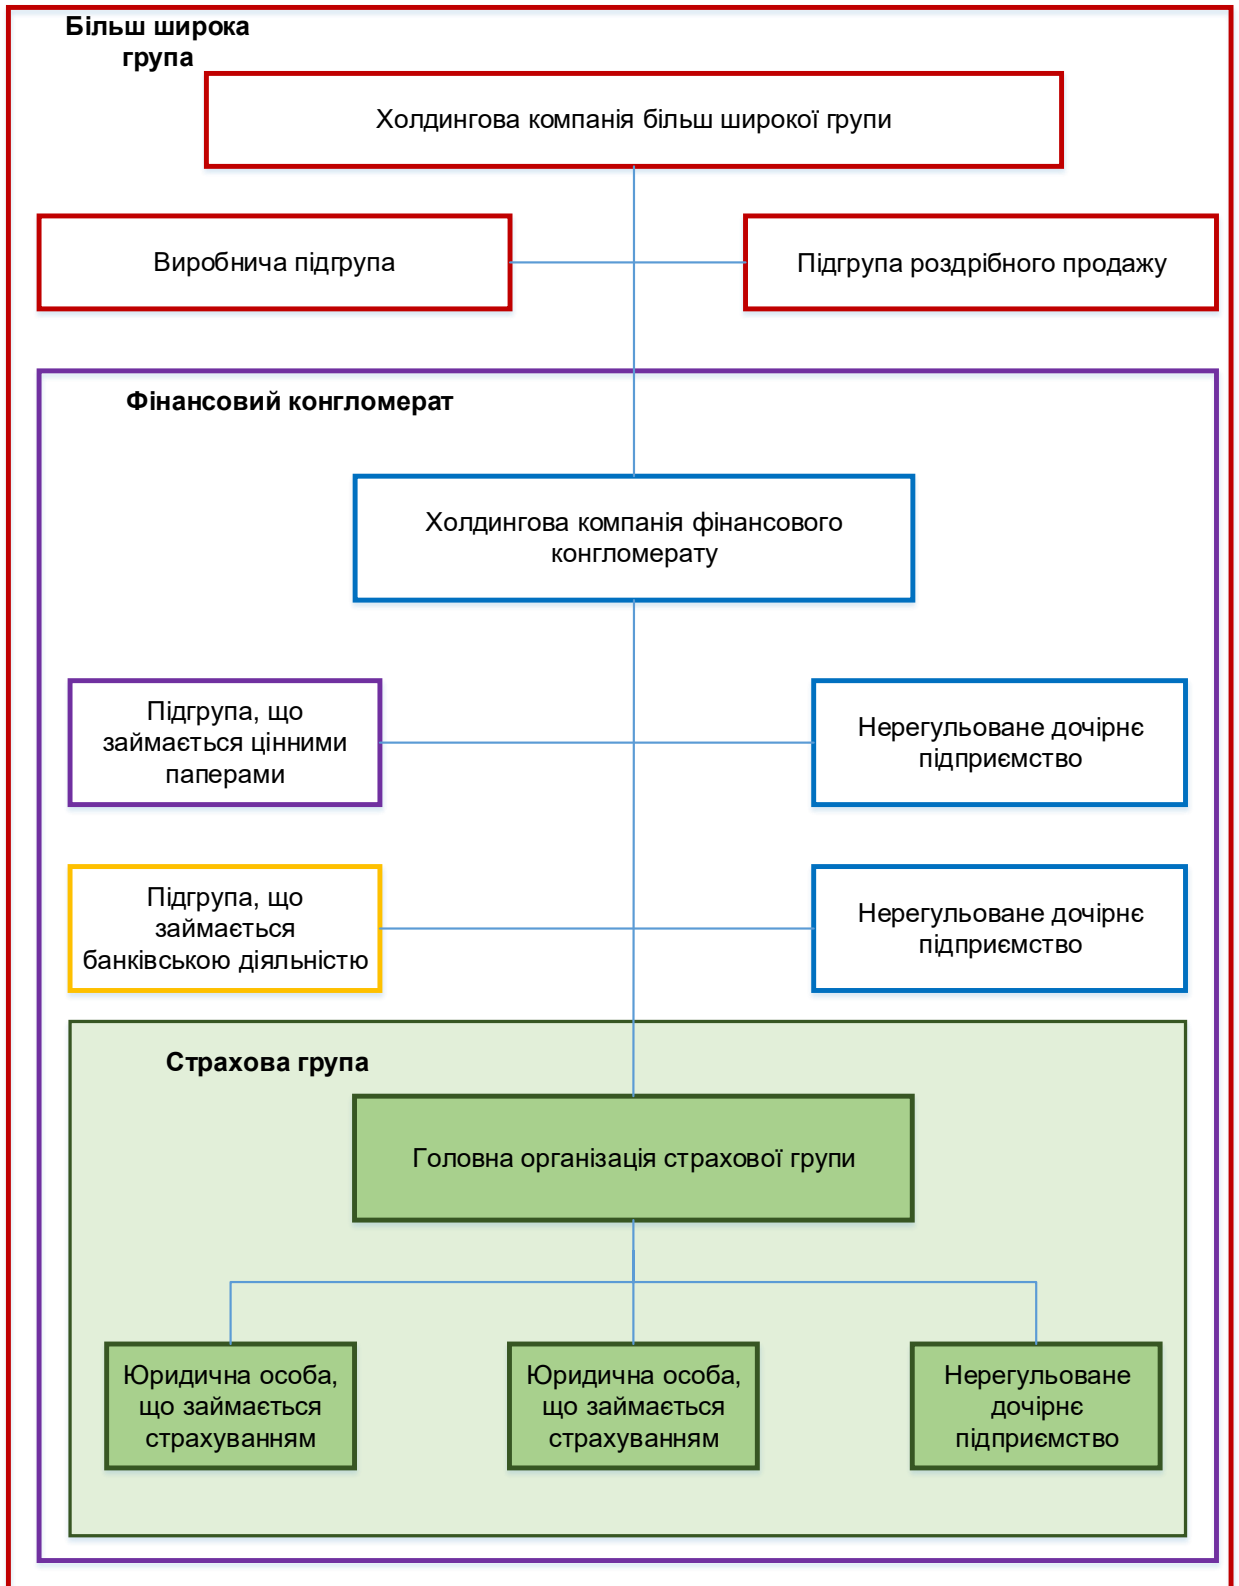 Більш широка
група
Холдингова компанія більш широкої групи
Виробнича підгрупа
Підгрупа роздрібного продажу
Фінансовий конгломерат
Холдингова компанія фінансового
конгломерату
Підгрупа, що
займається цінними
паперами
Нерегульоване дочірнє
підприємство
Підгрупа, що
займається
банківською діяльністю
Нерегульоване дочірнє
підприємство
Страхова група
Головна організація страхової групи
Юридична особа,
що займається
страхуванням
Юридична особа,
що займається
страхуванням
Нерегульоване
дочірнє
підприємство